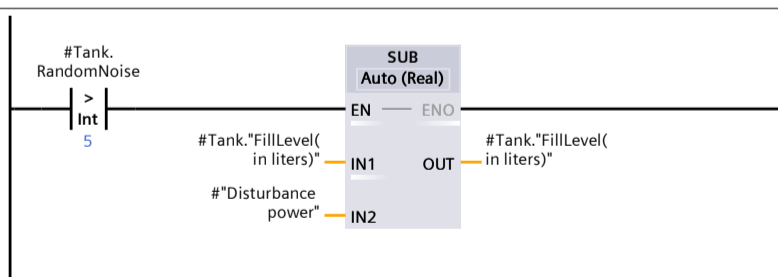 #Tank.
RandomNoise
>
Int
5
SUB
Auto (Real)
EN
ENO
#Tank."FillLevel(
in liters)"
IN1
OUT
#Tank."FillLevel(
in liters)"
#"Disturbance
power"
IN2